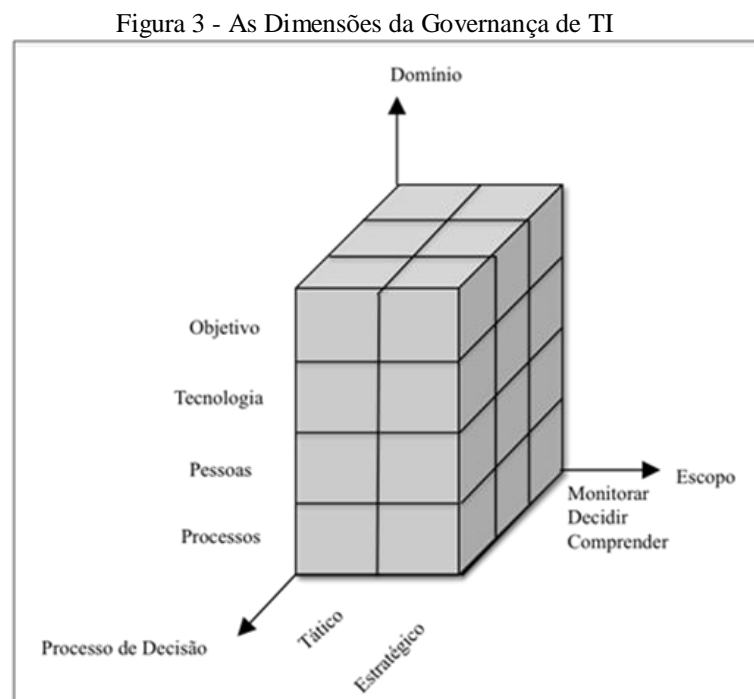 Figura 3 - As Dimensões da Governança de TI
Domínio
Objetivo
Tecnologia
Pessoas
Processos
Escopo
Monitorar
Decidir
Comprender
Processo de Decisão
Tático
Estratégico